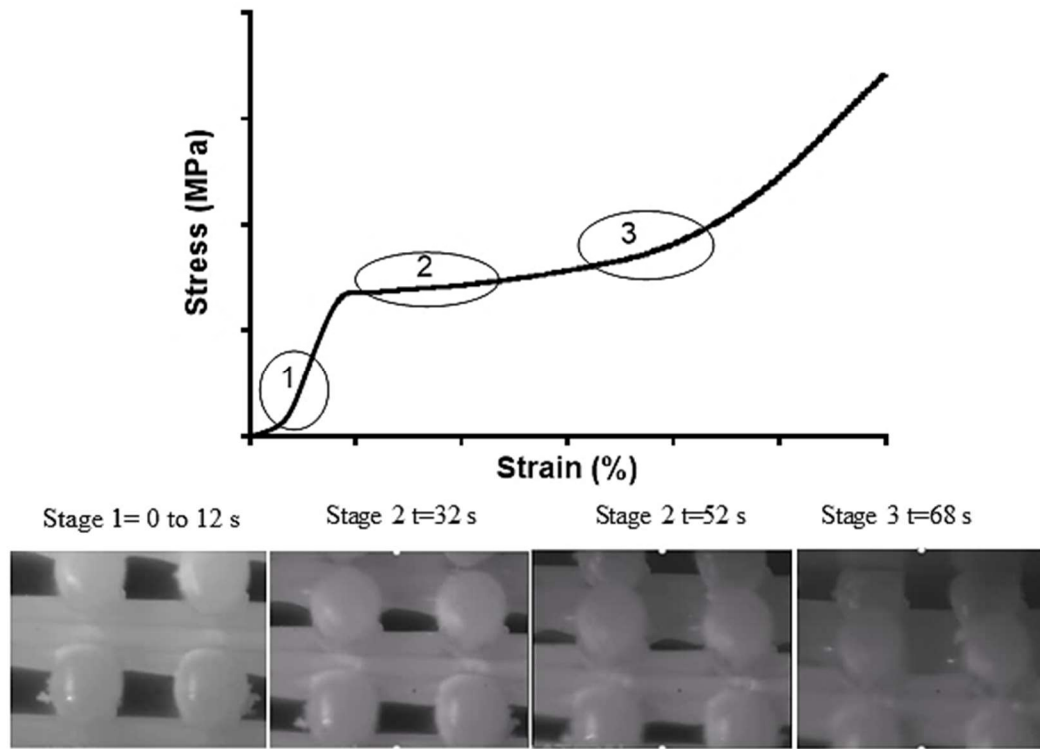 Stress (MPa)
1
2
3
Strain (%)
Stage 1= 0 to 12 s
Stage 2 t=32 s
Stage 2 t=52 s
Stage 3 t=68 s